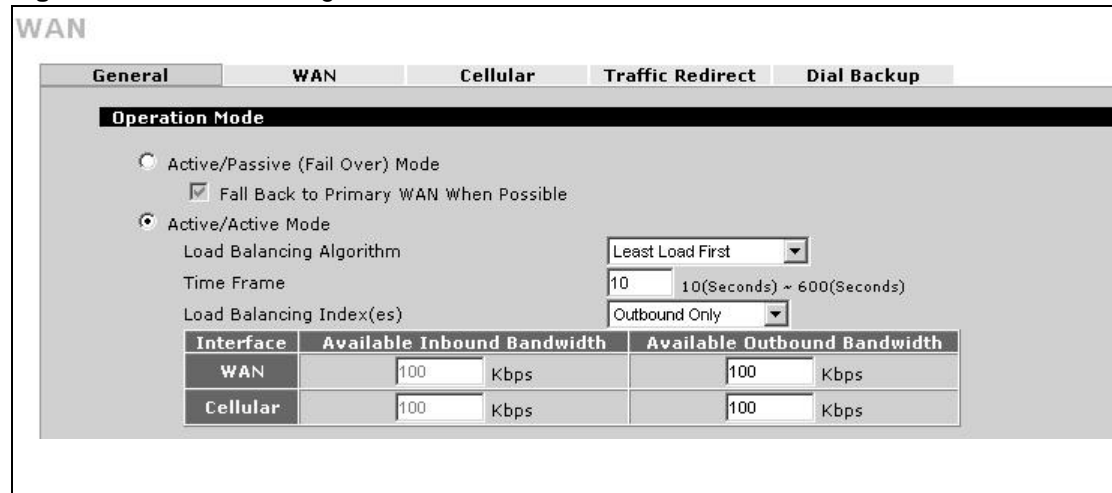 WAN
General WAN Cellular Traffic Redirect Dial Backup
Operation Mode
Active/Passive (Fail Over) Mode
Fall Back to Primary WAN When Possible
Active/Active Mode
Load Balancing Algorithm Least Load First
Time Frame 10 10(Seconds) ~ 600(Seconds)
Load Balancing Index(es) Outbound Only
Interface Available Inbound Bandwidth Available Outbound Bandwidth
WAN 100 Kbps 100 Kbps
Cellular 100 Kbps 100 Kbps